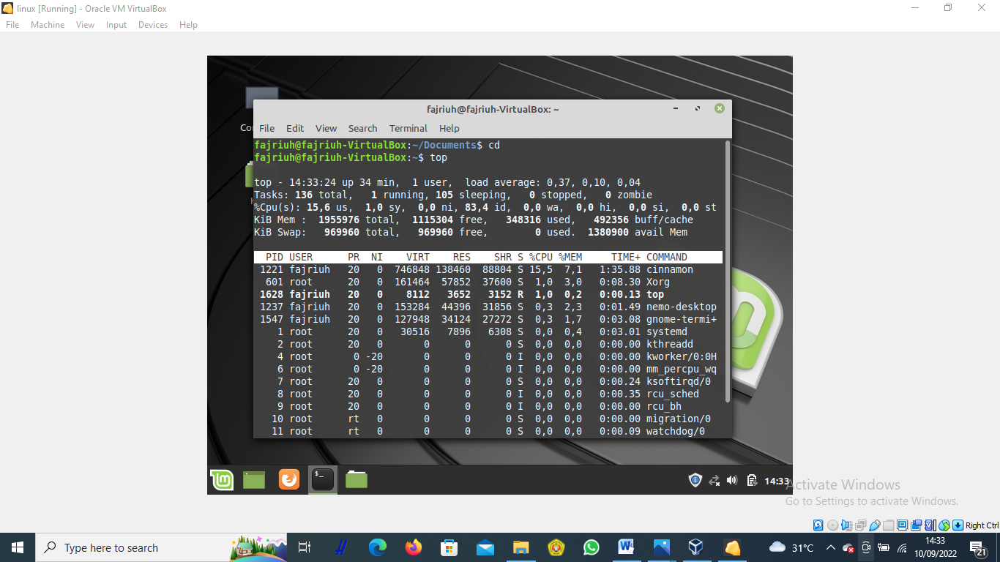 linux [Running] - Oracle VM VirtualBox
File Machine View Input Devices Help
fajriuh@fajriuh-VirtualBox: ~
File Edit View Search Terminal Help
fajriuh@fajriuh-VirtualBox:~/Documents$ cd
fajriuh@fajriuh-VirtualBox:~$ top
top - 14:33:24 up 34 min, 1 user, load average: 0,37, 0,10, 0,04
Tasks: 136 total, 1 running, 105 sleeping, 0 stopped, 0 zombie
%Cpu(s): 15,6 us, 1,0 sy, 0,0 ni, 83,4 id, 0,0 wa, 0,0 hi, 0,0 si, 0,0 st
KiB Mem : 1955976 total, 1115304 free, 348316 used, 492356 buff/cache
KiB Swap: 969960 total, 969960 free, 0 used. 1380900 avail Mem
PID USER PR NI VIRT RES SHR S %CPU %MEM TIME+ COMMAND
1221 fajriuh 20 0 746848 138460 88804 S 15,5 7,1 1:35.88 cinnamon
601 root 20 0 161464 57852 37600 S 1,0 3,0 0:08.30 Xorg
1628 fajriuh 20 0 8112 3652 3152 R 1,0 0,2 0:00.13 top
1237 fajriuh 20 0 153284 44396 31856 S 0,3 2,3 0:01.49 nemo-desktop
1547 fajriuh 20 0 127948 34124 27272 S 0,3 1,7 0:03.08 gnome-termi+
1 root 20 0 30516 7896 6308 S 0,0 0,4 0:03.01 systemd
2 root 20 0 0 0 0 S 0,0 0,0 0:00.00 kthreadd
4 root 0 -20 0 0 0 I 0,0 0,0 0:00.00 kworker/0:0H
6 root 0 -20 0 0 0 I 0,0 0,0 0:00.00 mm_percpu_wq
7 root 20 0 0 0 0 S 0,0 0,0 0:00.24 ksoftirqd/0
8 root 20 0 0 0 0 I 0,0 0,0 0:00.35 rcu_sched
9 root 20 0 0 0 0 I 0,0 0,0 0:00.00 rcu_bh
10 root rt 0 0 0 0 S 0,0 0,0 0:00.00 migration/0
11 root rt 0 0 0 0 S 0,0 0,0 0:00.09 watchdog/0
14:33
Activate Windows
Go to Settings to activate Windows.
Right Ctrl
Type here to search
31°C
14:33
10/09/2022
21